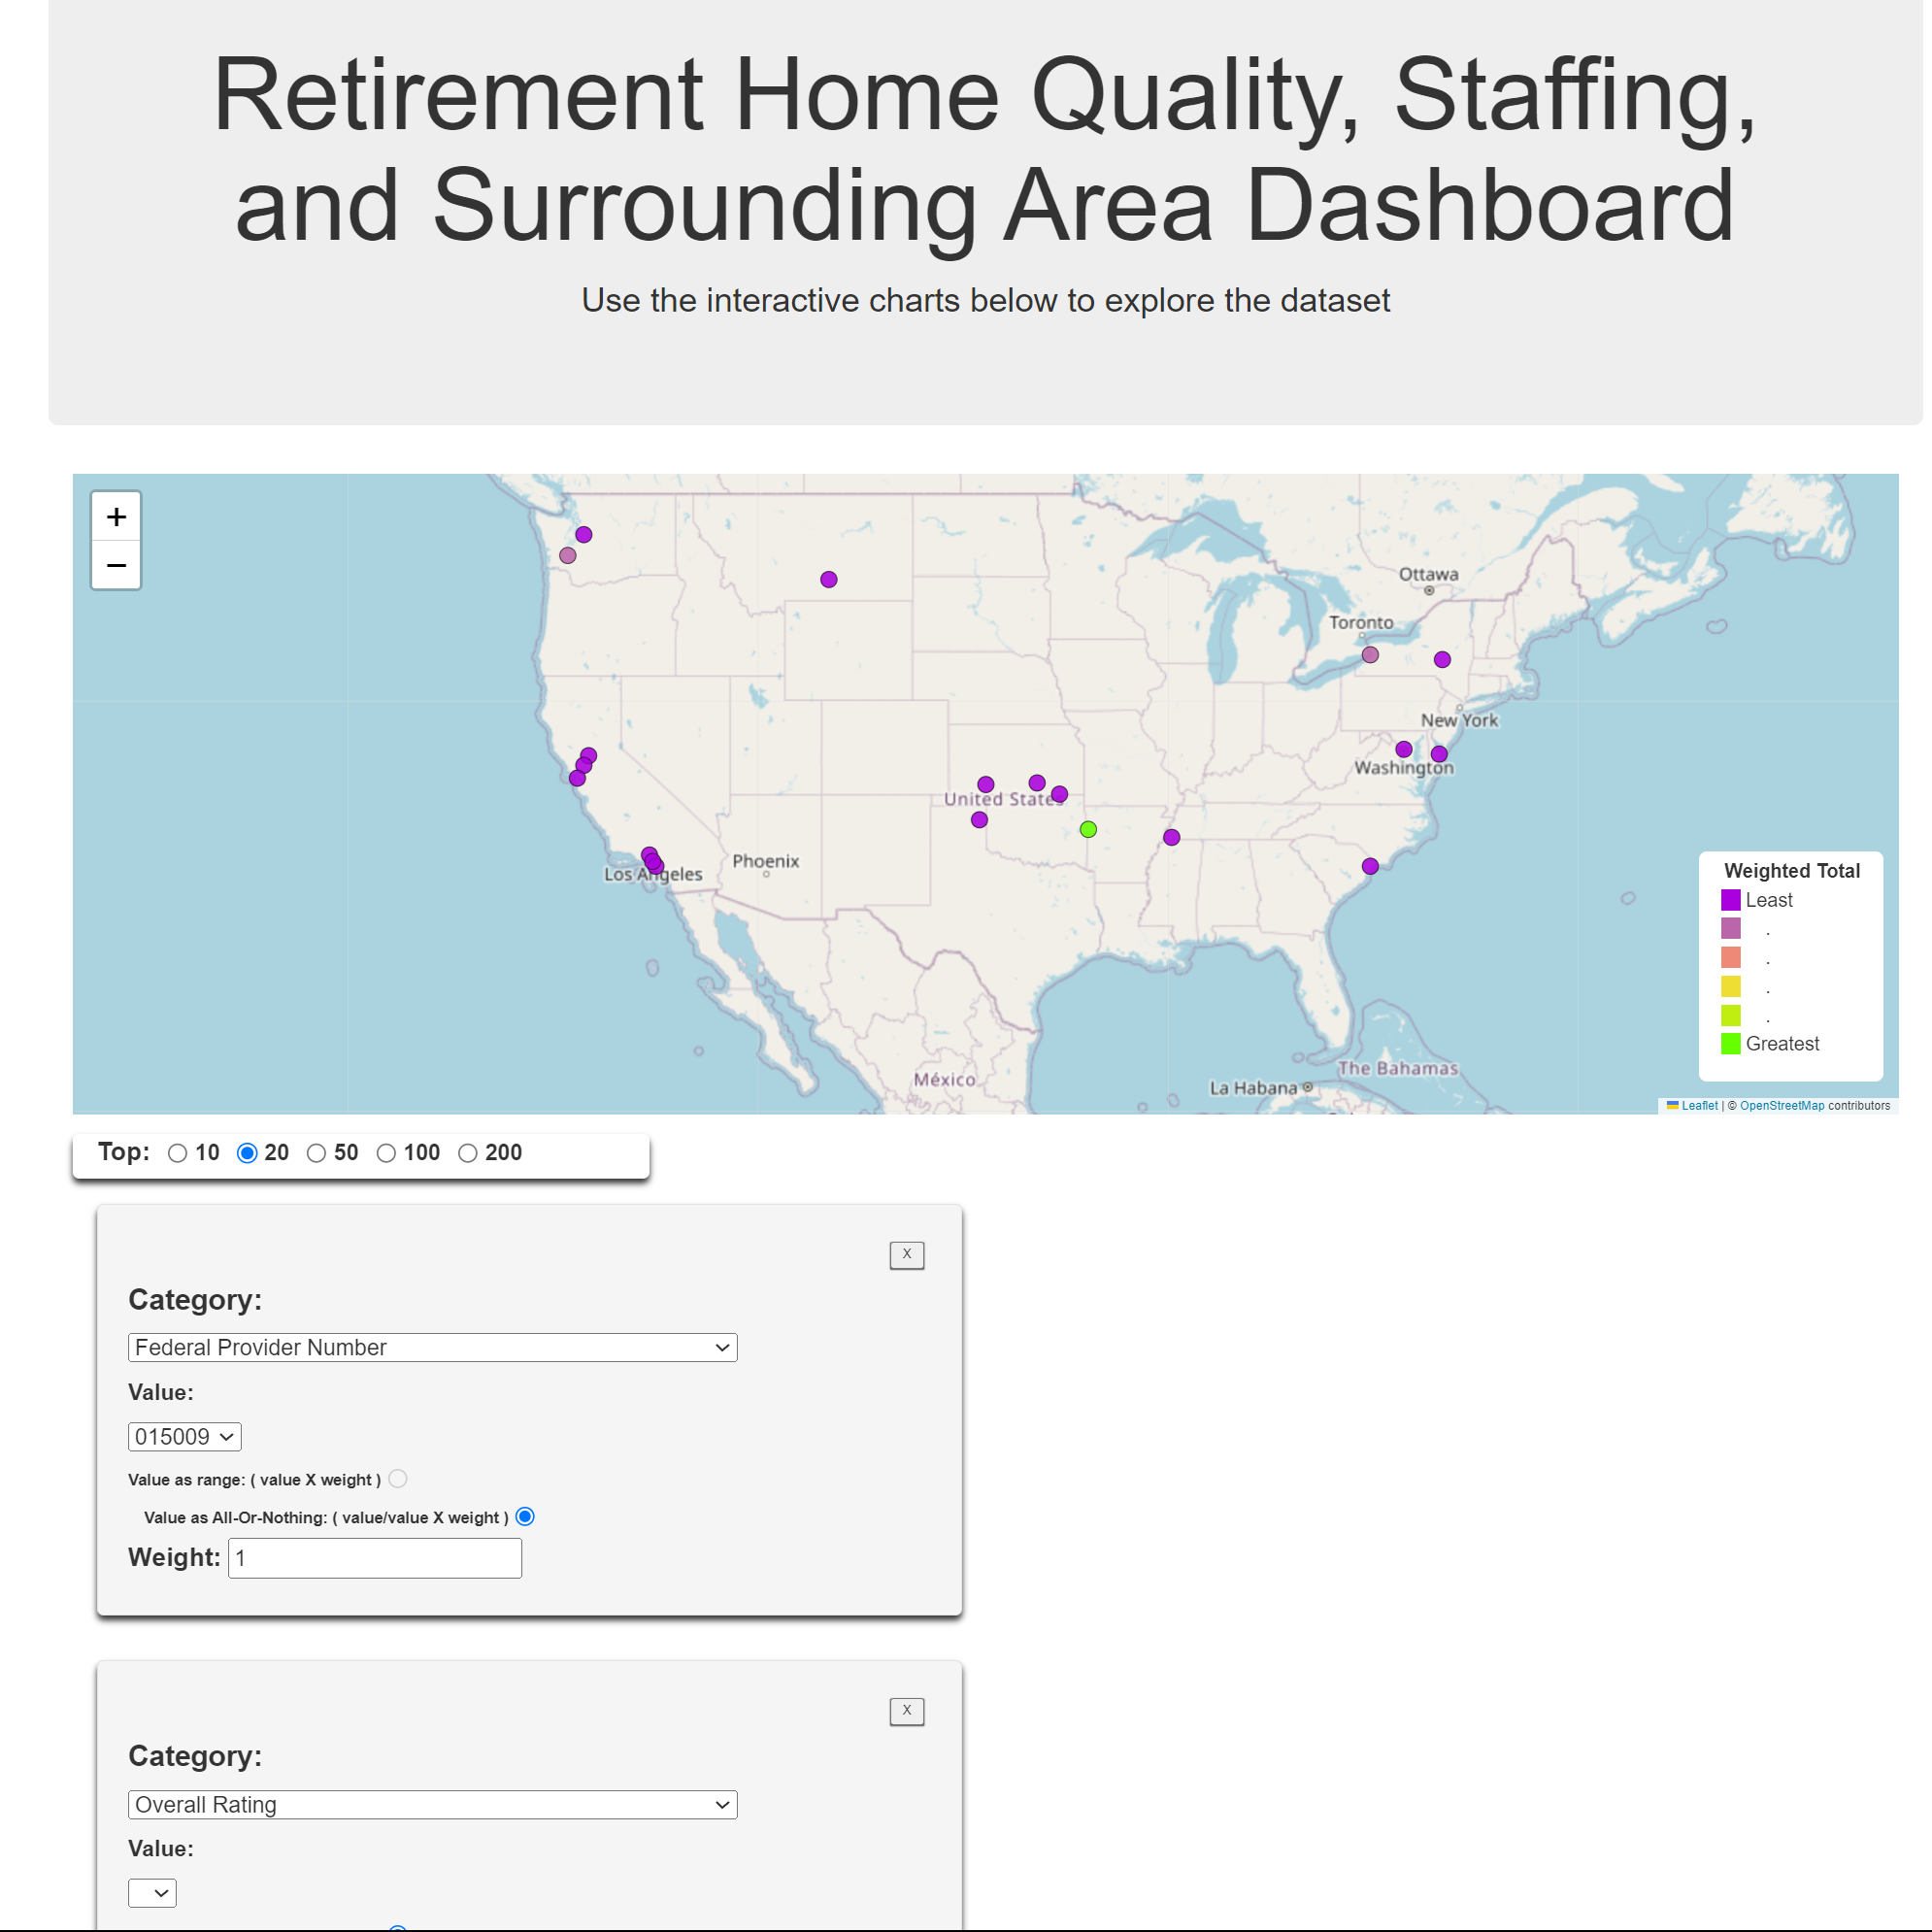 Retirement Home Quality, Staffing,
and Surrounding Area Dashboard
Use the interactive charts below to explore the dataset
+
−
Ottawa
Toronto
New York
Washington
United States
Phoenix
Los Angeles
México
La Habana
The Bahamas
Weighted Total
Least
.
.
.
.
Greatest
Leaflet | © OpenStreetMap contributors
Top: 10 20 50 100 200
X
Category:
Federal Provider Number
Value:
015009
Value as range: ( value X weight )
Value as All-Or-Nothing: ( value/value X weight )
Weight: 1
X
Category:
Overall Rating
Value: